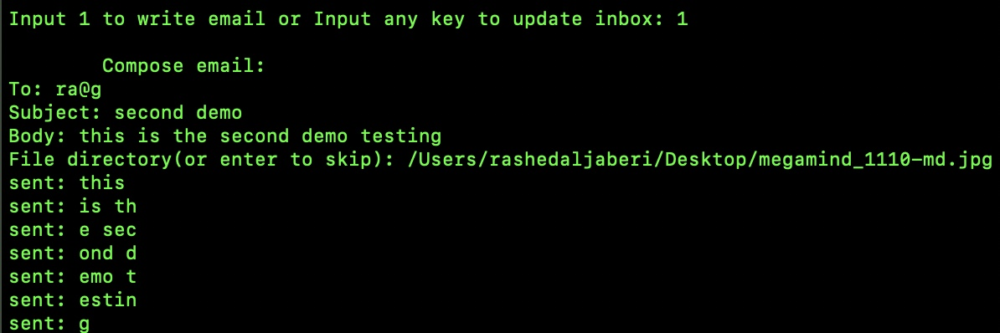 Input 1 to write email or Input any key to update inbox: 1
Compose email:
To: ra@g
Subject: second demo
Body: this is the second demo testing
File directory(or enter to skip): /Users/rashedaljaberi/Desktop/megamind_1110-md.jpg
sent: this
sent: is th
sent: e sec
sent: ond d
sent: emo t
sent: estin
sent: g